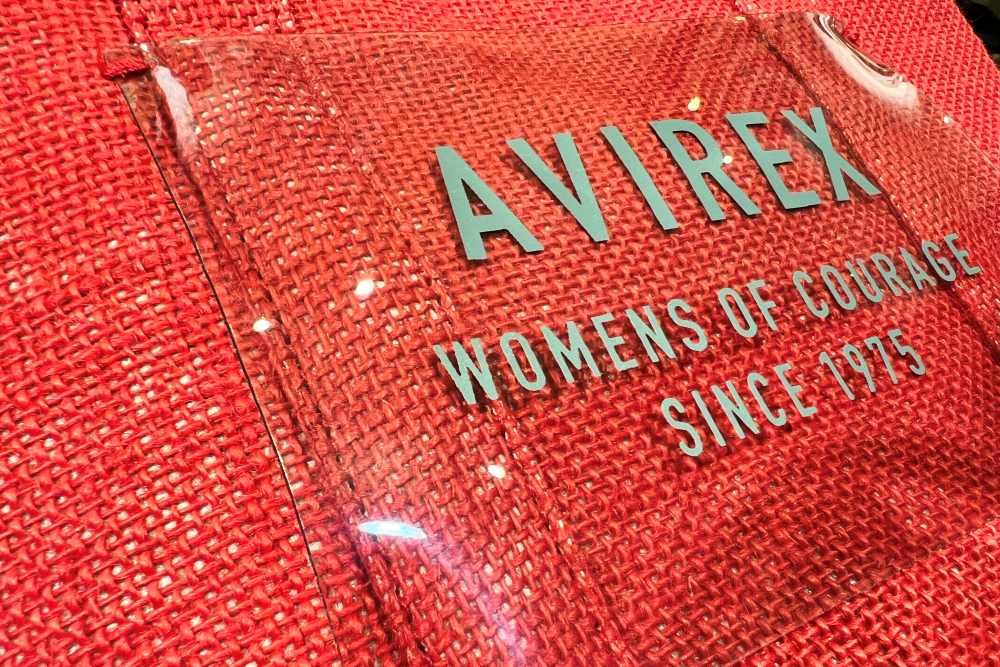 AVIREX
WOMENS OF COURAGE
SINCE 1975